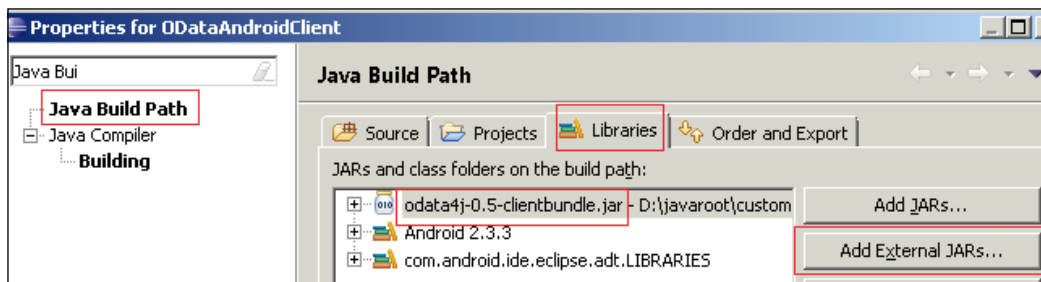 Properties for ODataAndroidClient
Java Bui
Java Build Path
Java Compiler
Building
Java Build Path
Source Projects Libraries Order and Export
JARs and class folders on the build path:
odata4j-0.5-clientbundle.jar - D:\javaroot\custom
Android 2.3.3
com.android.ide.eclipse.adt.LIBRARIES
Add JARs...
Add External JARs...